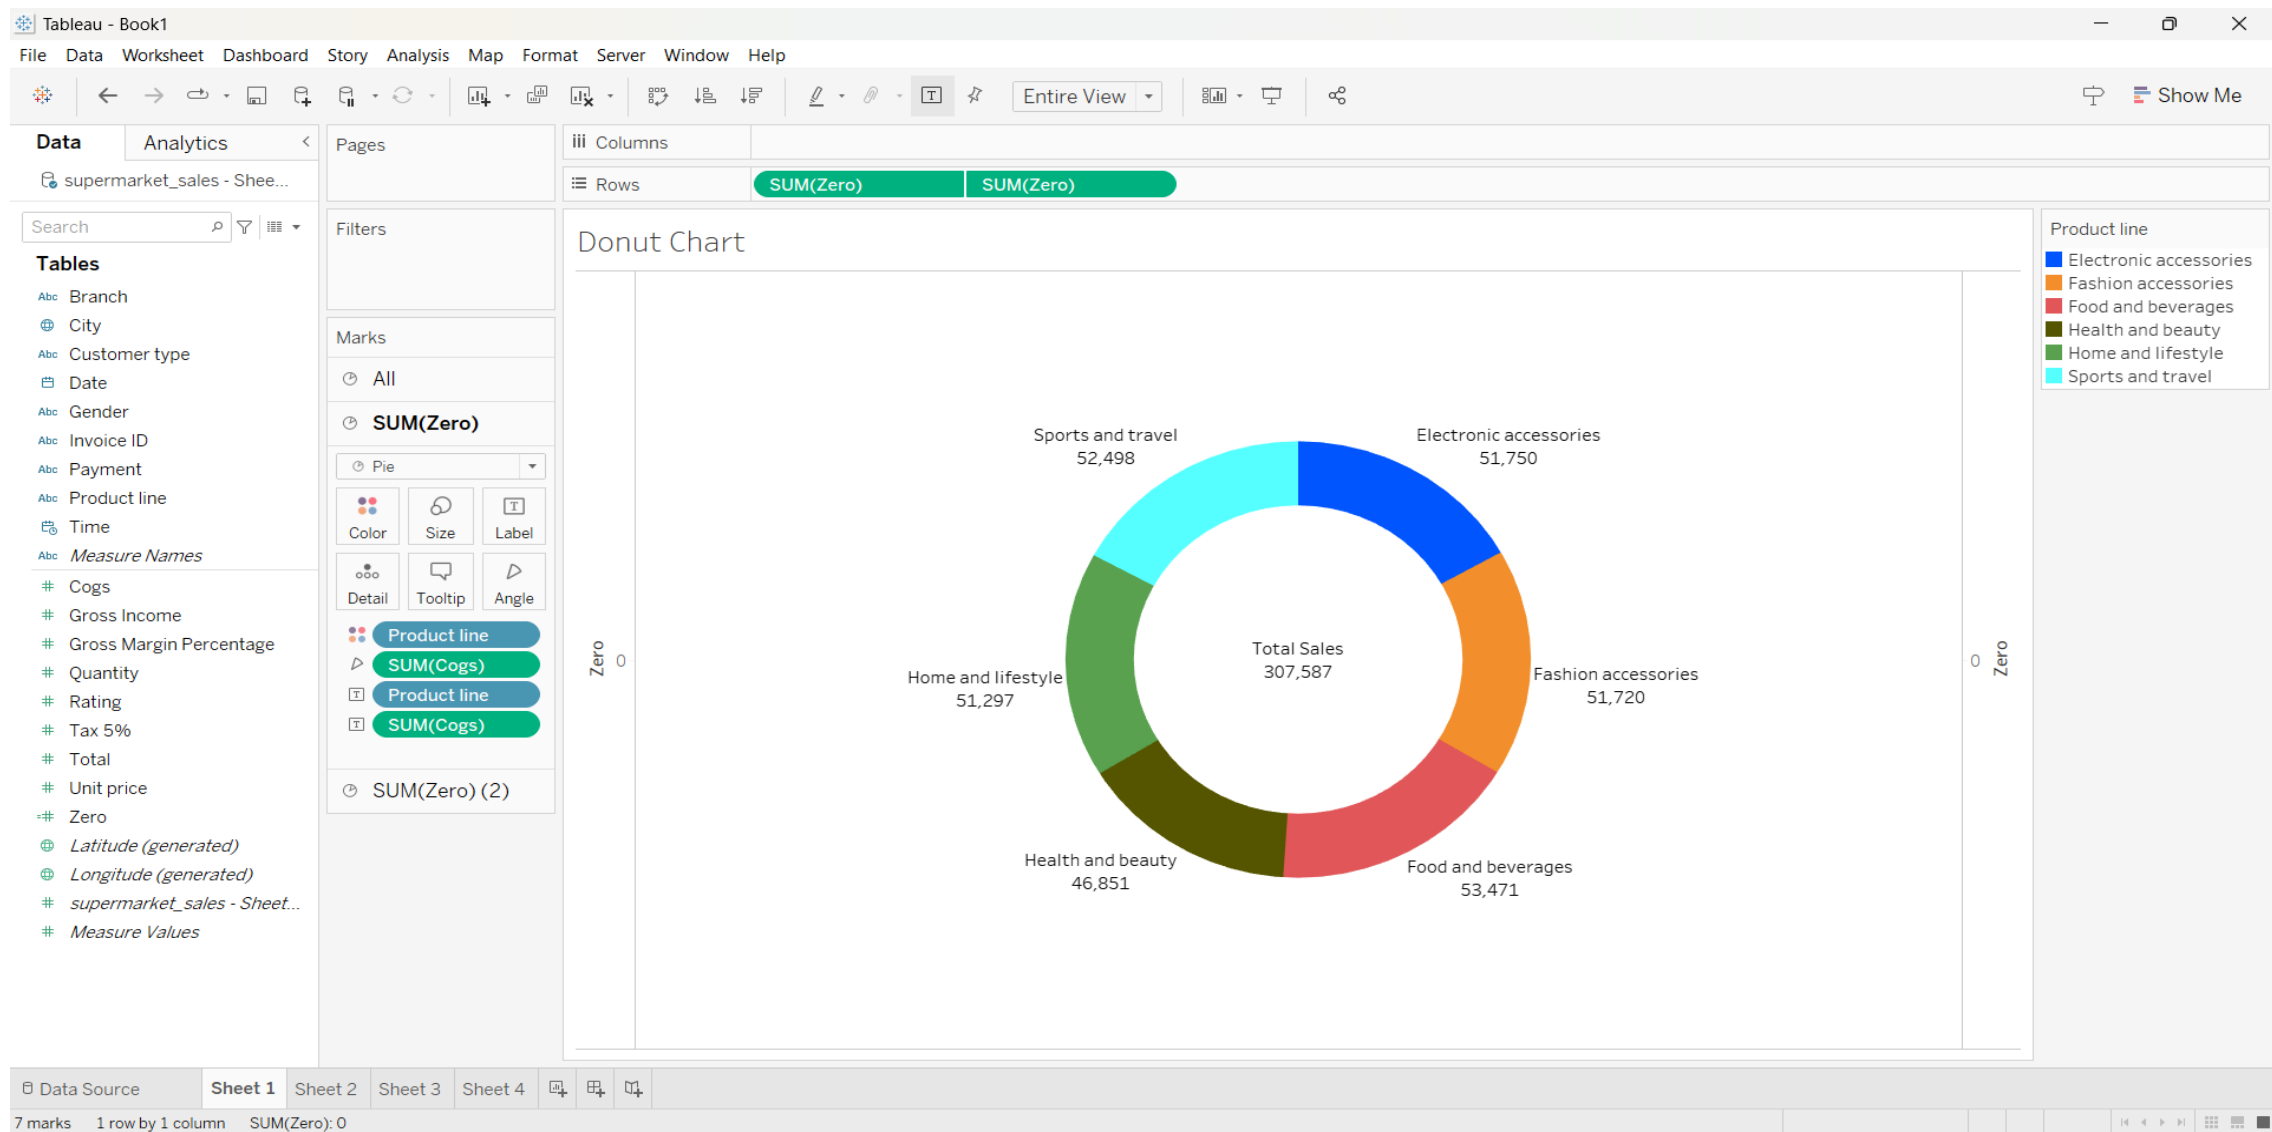 Tableau - Book1
File Data Worksheet Dashboard Story Analysis Map Format Server Window Help
Entire View
Show Me
Data Analytics
supermarket_sales - Shee...
Search
Tables
Abc Branch
City
Abc Customer type
Date
Abc Gender
Abc Invoice ID
Abc Payment
Abc Product line
Time
Abc Measure Names
# Cogs
# Gross Income
# Gross Margin Percentage
# Quantity
# Rating
# Tax 5%
# Total
# Unit price
=# Zero
Latitude (generated)
Longitude (generated)
# supermarket_sales - Sheet...
# Measure Values
Pages
Filters
Marks
All
SUM(Zero)
Pie
Color Size Label
Detail Tooltip Angle
Product line
SUM(Cogs)
Product line
SUM(Cogs)
SUM(Zero) (2)
Columns
Rows SUM(Zero) SUM(Zero)
Donut Chart
Zero
0
Sports and travel
52,498
Electronic accessories
51,750
Total Sales
307,587
Home and lifestyle
51,297
Fashion accessories
51,720
Health and beauty
46,851
Food and beverages
53,471
0
Zero
Product line
Electronic accessories
Fashion accessories
Food and beverages
Health and beauty
Home and lifestyle
Sports and travel
Data Source Sheet 1 Sheet 2 Sheet 3 Sheet 4
7 marks 1 row by 1 column SUM(Zero): 0